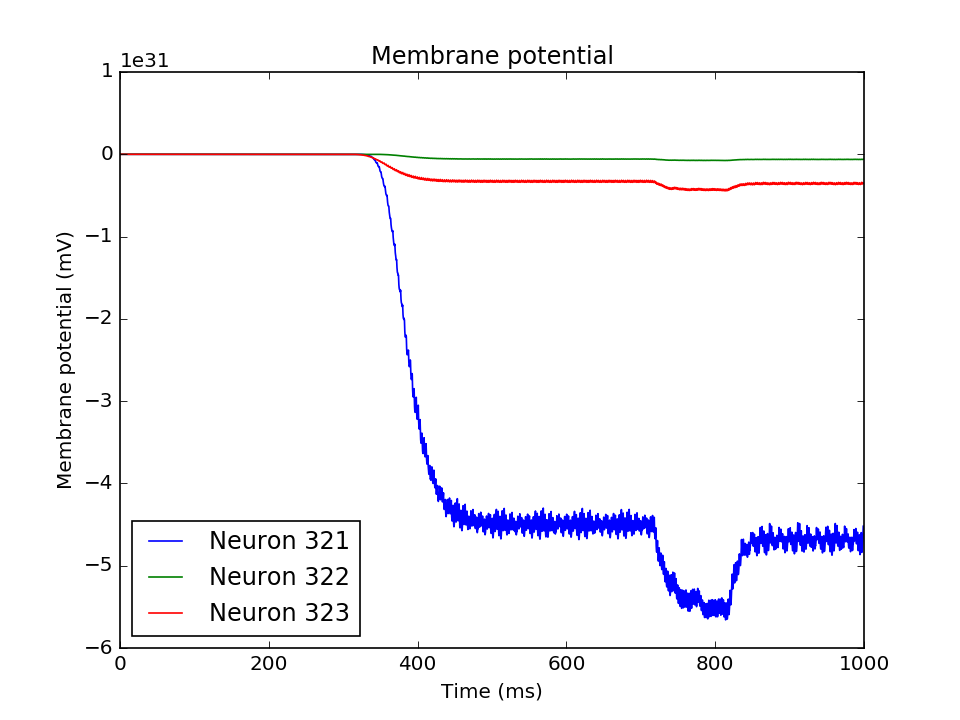 Membrane potential
1e31
1
0
−1
−2
−3
−4
−5
−6
Membrane potential (mV)
Neuron 321
Neuron 322
Neuron 323
0 200 400 600 800 1000
Time (ms)